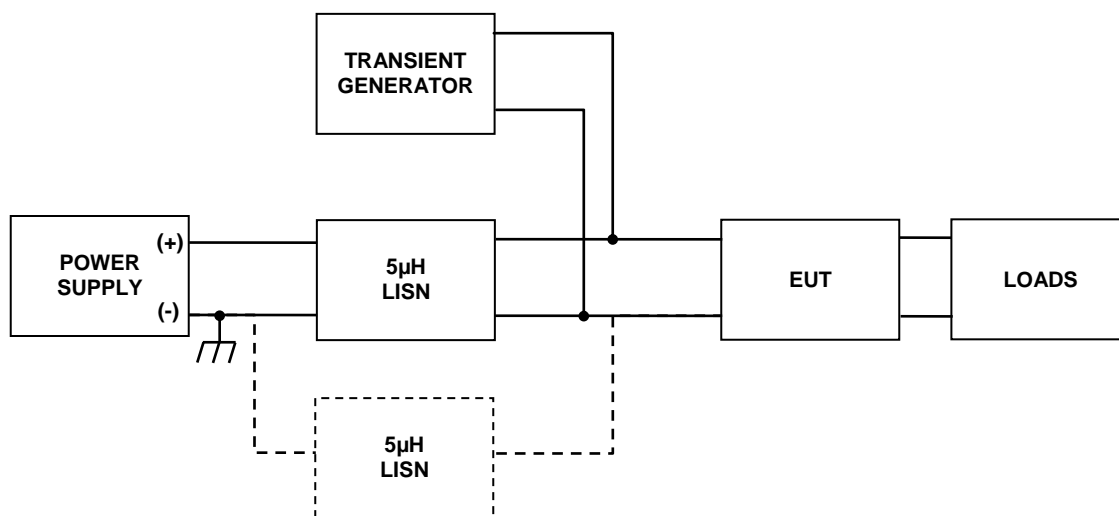 TRANSIENT
GENERATOR
POWER
SUPPLY
(+)
(-)
5µH
LISN
EUT
LOADS
5µH
LISN